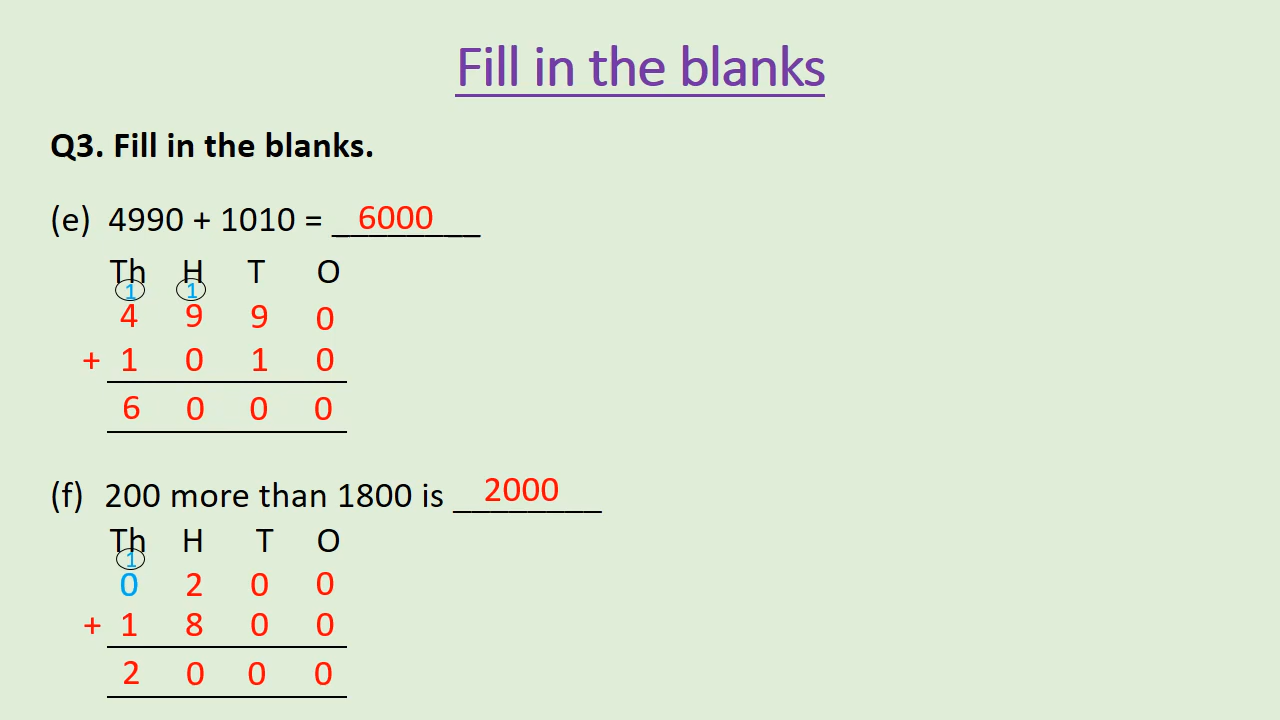 Fill in the blanks
Q3. Fill in the blanks.
(e) 4990 + 1010 = ________ 6000
Th H T O
1 1
4 9 9 0
+ 1 0 1 0
6 0 0 0
(f) 200 more than 1800 is ________ 2000
Th H T O
1
0 2 0 0
+ 1 8 0 0
2 0 0 0